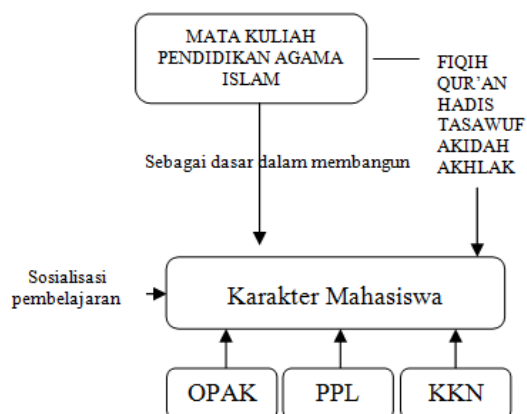 MATA KULIAH
PENDIDIKAN AGAMA
ISLAM
FIQIH
QUR'AN
HADIS
TASAWUF
AKIDAH
AKHLAK
Sebagai dasar dalam membangun
Sosialisasi
pembelajaran
Karakter Mahasiswa
OPAK
PPL
KKN